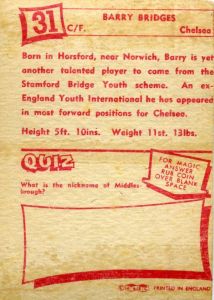 31
C/F.
BARRY BRIDGES
Chelsea
Born in Horsford, near Norwich, Barry is yet
another talented player to come from the
Stamford Bridge Youth scheme. An ex-
England Youth International he has appeared
in most forward positions for Chelsea.
Height 5ft. 10ins. Weight 11st. 13lbs.
QUIZ
FOR MAGIC
ANSWER
RUB COIN
OVER BLANK
SPACE
What is the nickname of Middles-
brough?
PRINTED IN ENGLAND